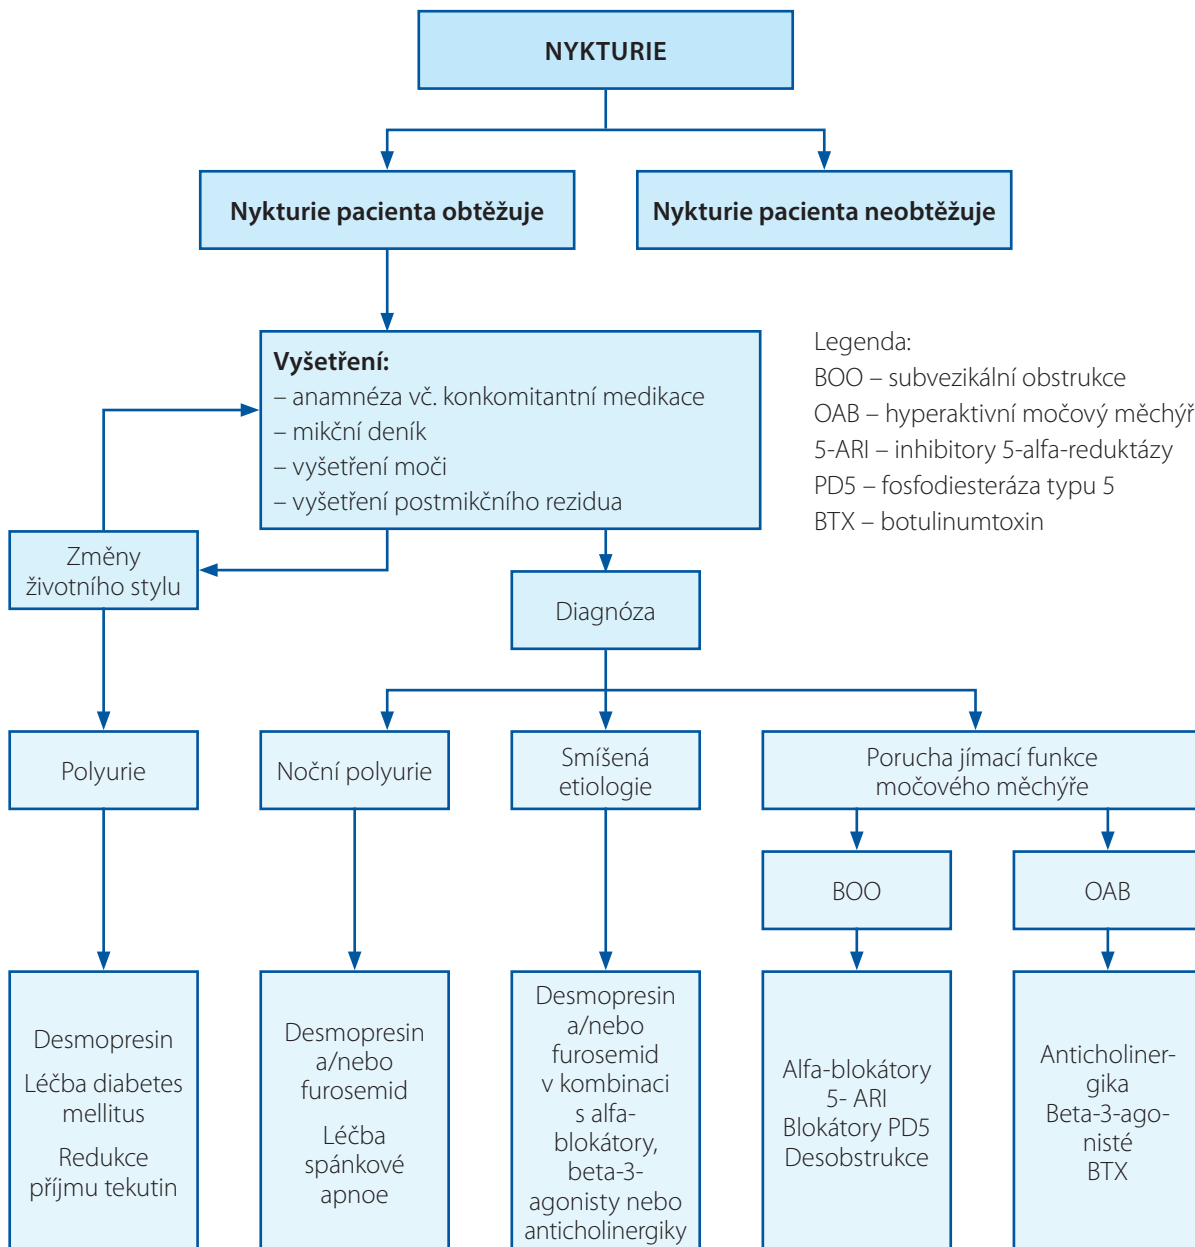 NYKTURIE
Nykturie pacienta obtěžuje
Nykturie pacienta neobtěžuje
Vyšetření:
– anamnéza vč. konkomitantní medikace
– mikční deník
– vyšetření moči
– vyšetření postmikčního rezidua
Legenda:
BOO – subvezikální obstrukce
OAB – hyperaktivní močový měchýř
5-ARI – inhibitory 5-alfa-reduktázy
PD5 – fosfodiesteráza typu 5
BTX – botulinumtoxin
Změny
životního stylu
Diagnóza
Polyurie
Noční polyurie
Smíšená
etiologie
Porucha jímací funkce
močového měchýře
BOO
OAB
Desmopresin
Léčba diabetes
mellitus
Redukce
příjmu tekutin
Desmopresin
a/nebo
furosemid
Léčba
spánkové
apnoe
Desmopresin
a/nebo
furosemid
v kombinaci
s alfa-
blokátory,
beta-3-
agonisty nebo
anticholinergiky
Alfa-blokátory
5- ARI
Blokátory PD5
Desobstrukce
Anticholiner-
gika
Beta-3-ago-
nisté
BTX